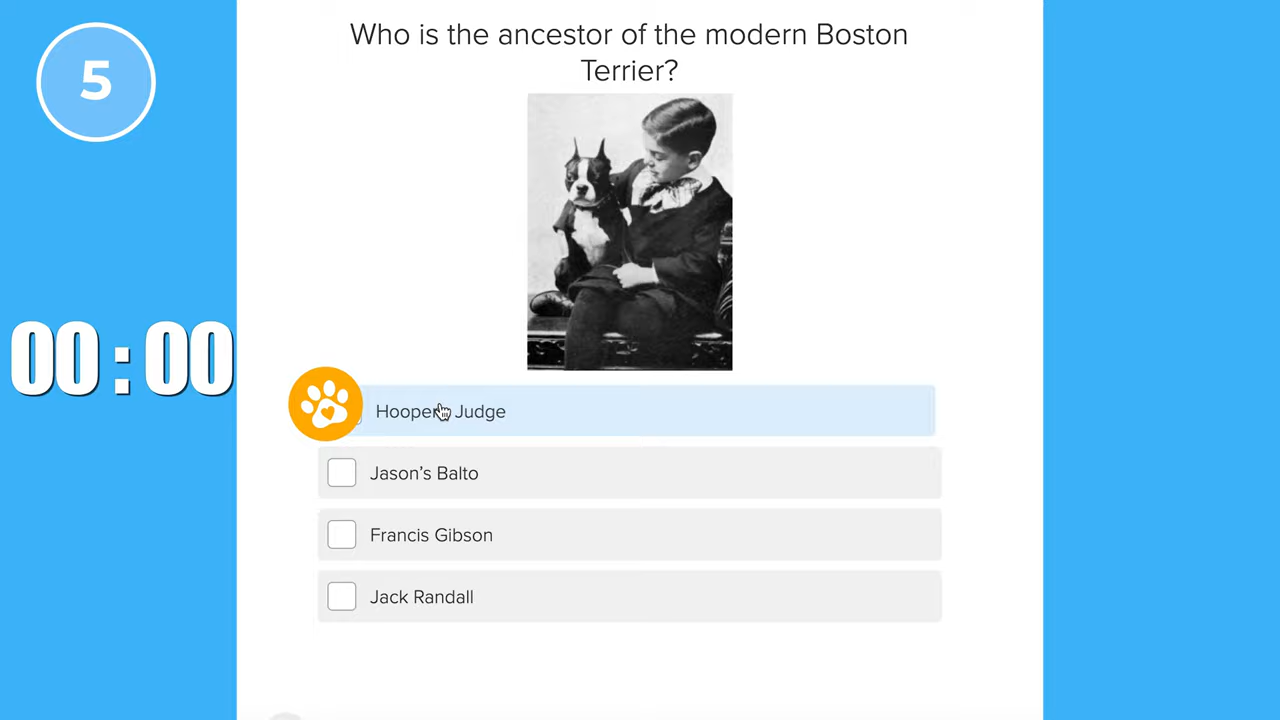 5
Who is the ancestor of the modern Boston
Terrier?
00:00
Hooper Judge
Jason’s Balto
Francis Gibson
Jack Randall